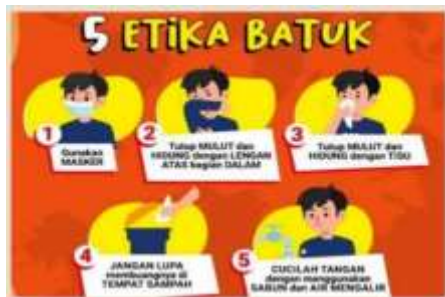 5 ETIKA BATUK
1
Gunakan
MASKER
2
Tutup MULUT dan
HIDUNG dengan LENGAN
ATAS bagian DALAM
3
Tutup MULUT dan
HIDUNG dengan TISU
4
JANGAN LUPA
membuangnya di
TEMPAT SAMPAH
5
CUCILAH TANGAN
dengan menggunakan
SABUN dan AIR MENGALIR